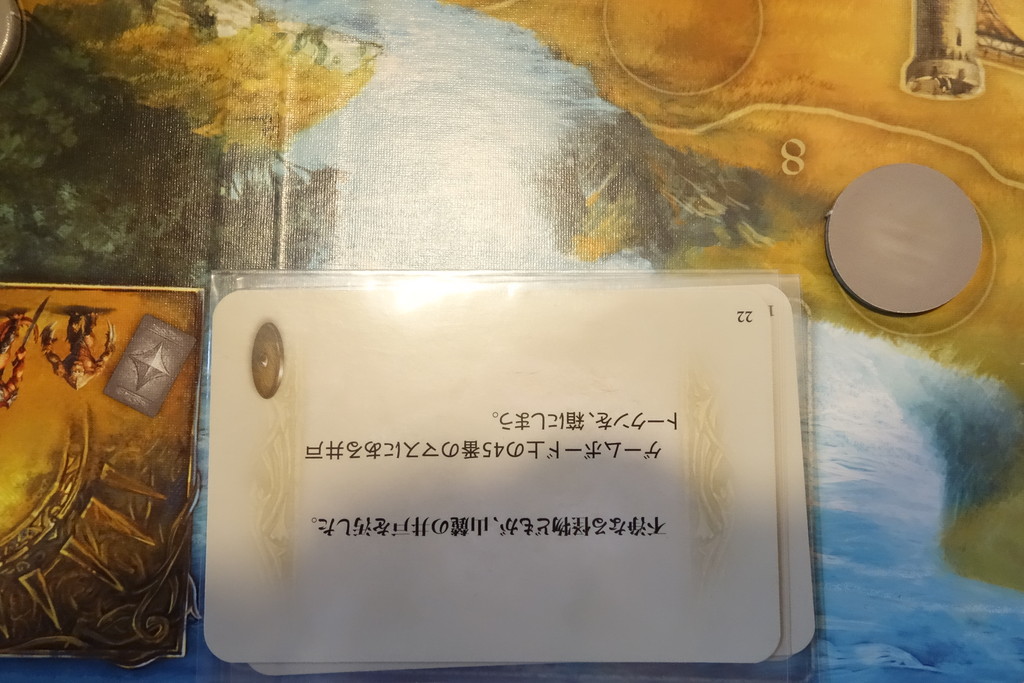 不浄なる怪物どもが、山麓の井戸を汚した。
ゲームボード上の45番のマスにある井戸
トークンを、箱にしまう。
22
1
8